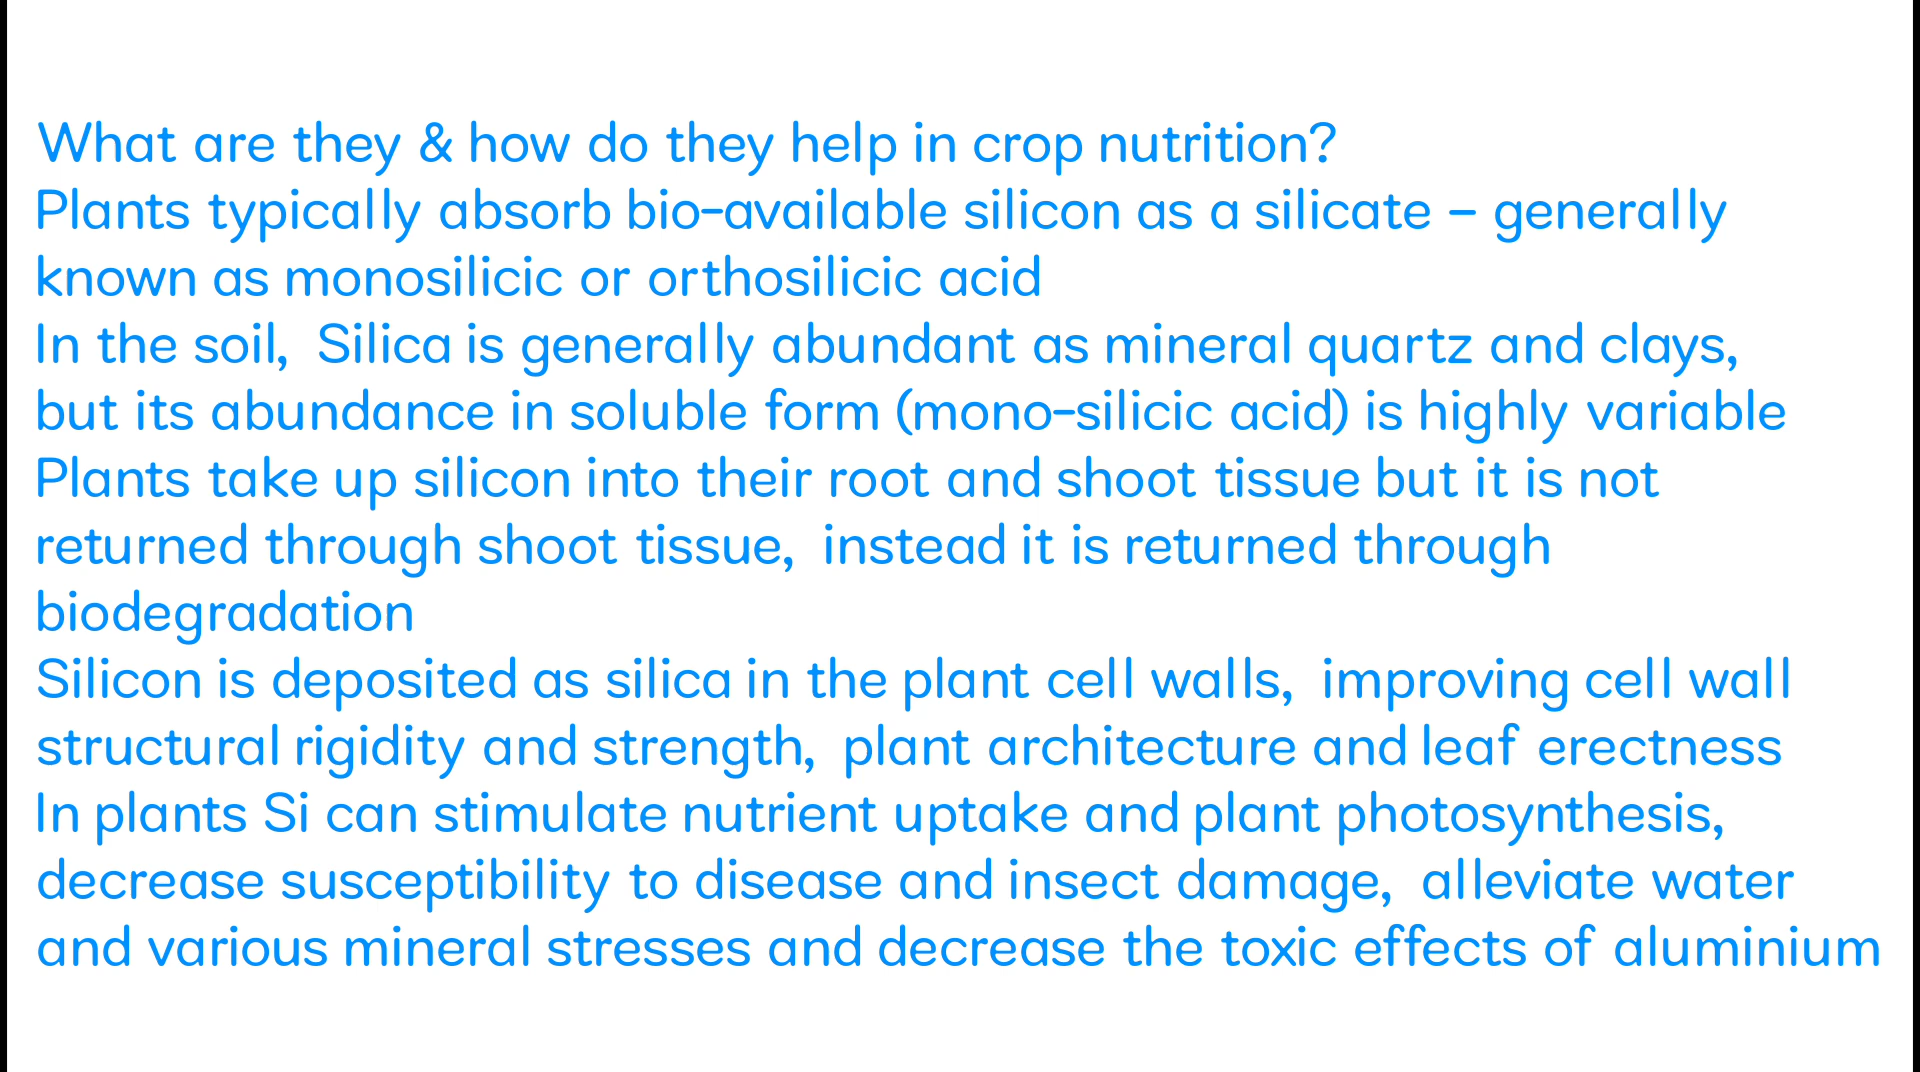 What are they & how do they help in crop nutrition?
Plants typically absorb bio-available silicon as a silicate – generally
known as monosilicic or orthosilicic acid
In the soil, Silica is generally abundant as mineral quartz and clays,
but its abundance in soluble form (mono-silicic acid) is highly variable
Plants take up silicon into their root and shoot tissue but it is not
returned through shoot tissue, instead it is returned through
biodegradation
Silicon is deposited as silica in the plant cell walls, improving cell wall
structural rigidity and strength, plant architecture and leaf erectness
In plants Si can stimulate nutrient uptake and plant photosynthesis,
decrease susceptibility to disease and insect damage, alleviate water
and various mineral stresses and decrease the toxic effects of aluminium